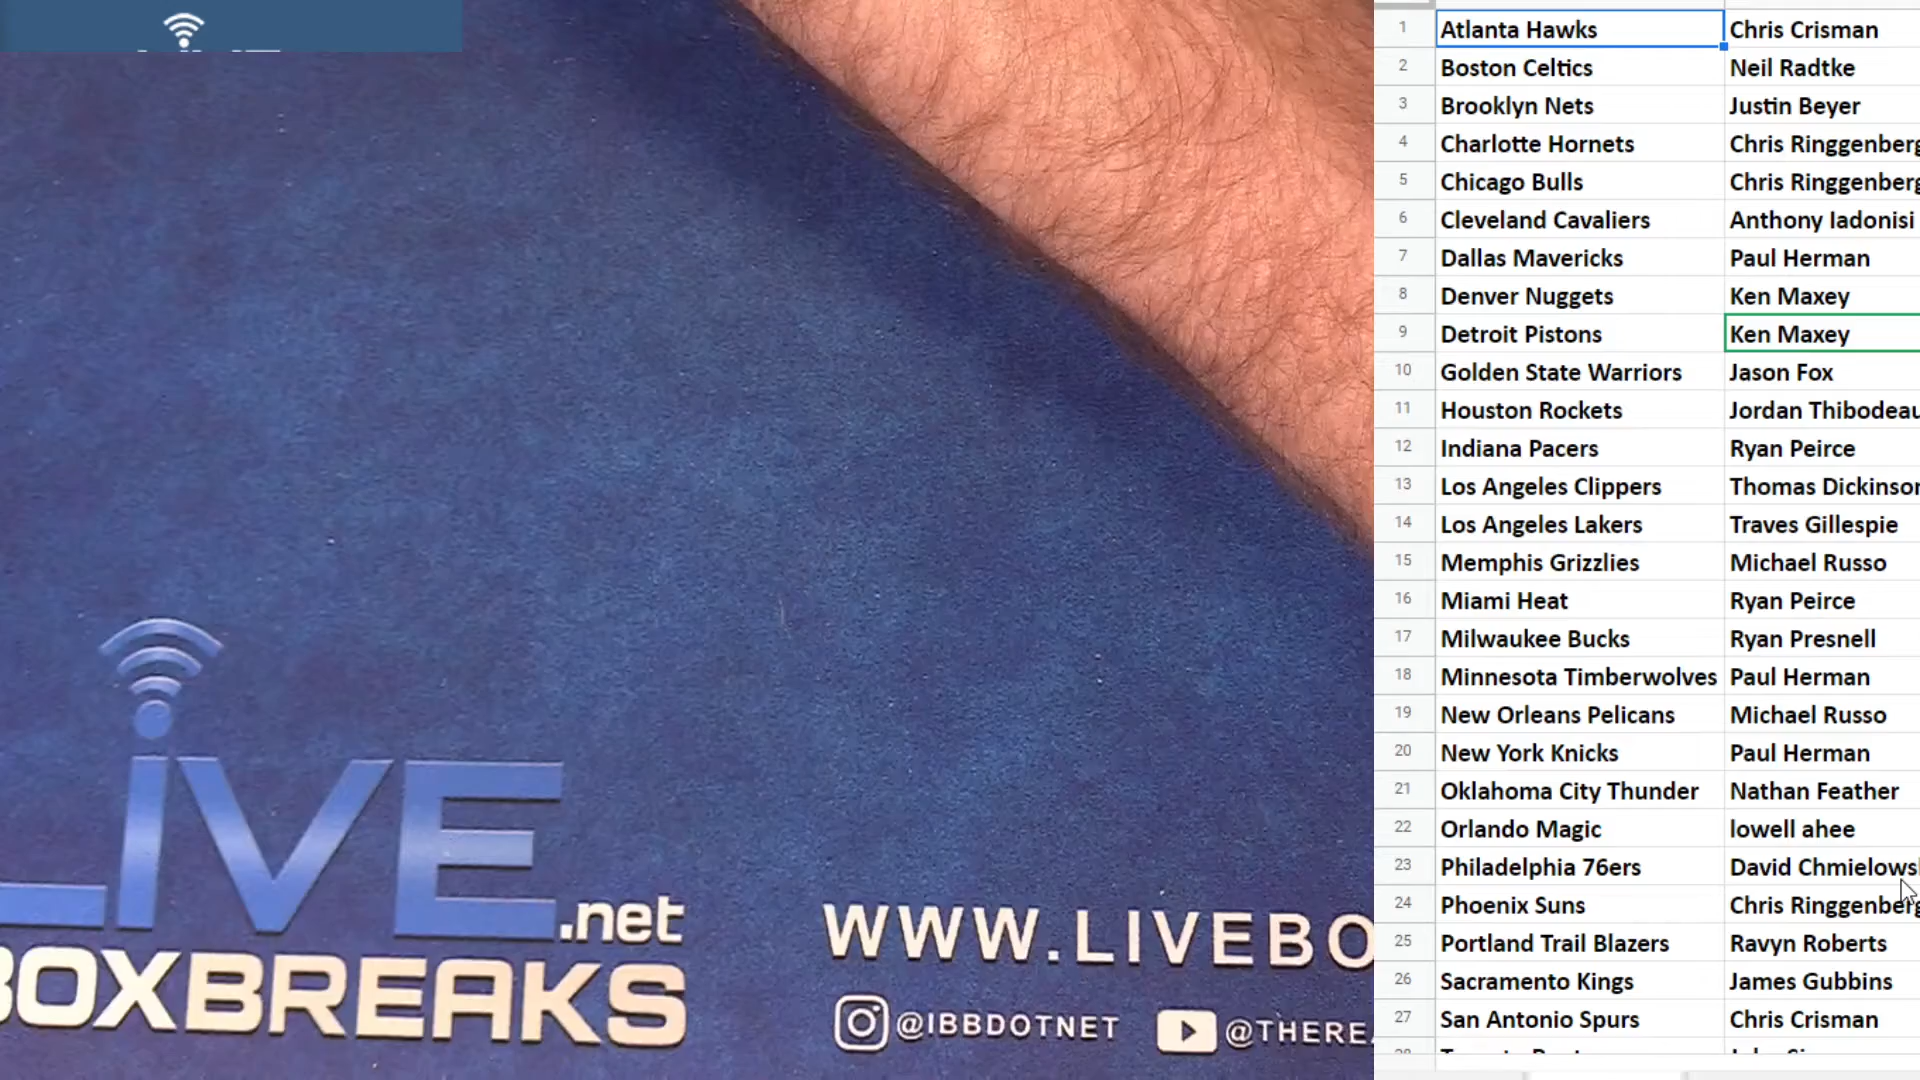 LIVE
.net
BOXBREAKS
WWW.LIVEBO
@IBBDOTNET
@THEREA
1 Atlanta Hawks Chris Crisman
2 Boston Celtics Neil Radtke
3 Brooklyn Nets Justin Beyer
4 Charlotte Hornets Chris Ringgenberg
5 Chicago Bulls Chris Ringgenberg
6 Cleveland Cavaliers Anthony Iadonisi
7 Dallas Mavericks Paul Herman
8 Denver Nuggets Ken Maxey
9 Detroit Pistons Ken Maxey
10 Golden State Warriors Jason Fox
11 Houston Rockets Jordan Thibodeau
12 Indiana Pacers Ryan Peirce
13 Los Angeles Clippers Thomas Dickinson
14 Los Angeles Lakers Traves Gillespie
15 Memphis Grizzlies Michael Russo
16 Miami Heat Ryan Peirce
17 Milwaukee Bucks Ryan Presnell
18 Minnesota Timberwolves Paul Herman
19 New Orleans Pelicans Michael Russo
20 New York Knicks Paul Herman
21 Oklahoma City Thunder Nathan Feather
22 Orlando Magic lowell ahee
23 Philadelphia 76ers David Chmielows
24 Phoenix Suns Chris Ringgenberg
25 Portland Trail Blazers Ravyn Roberts
26 Sacramento Kings James Gubbins
27 San Antonio Spurs Chris Crisman